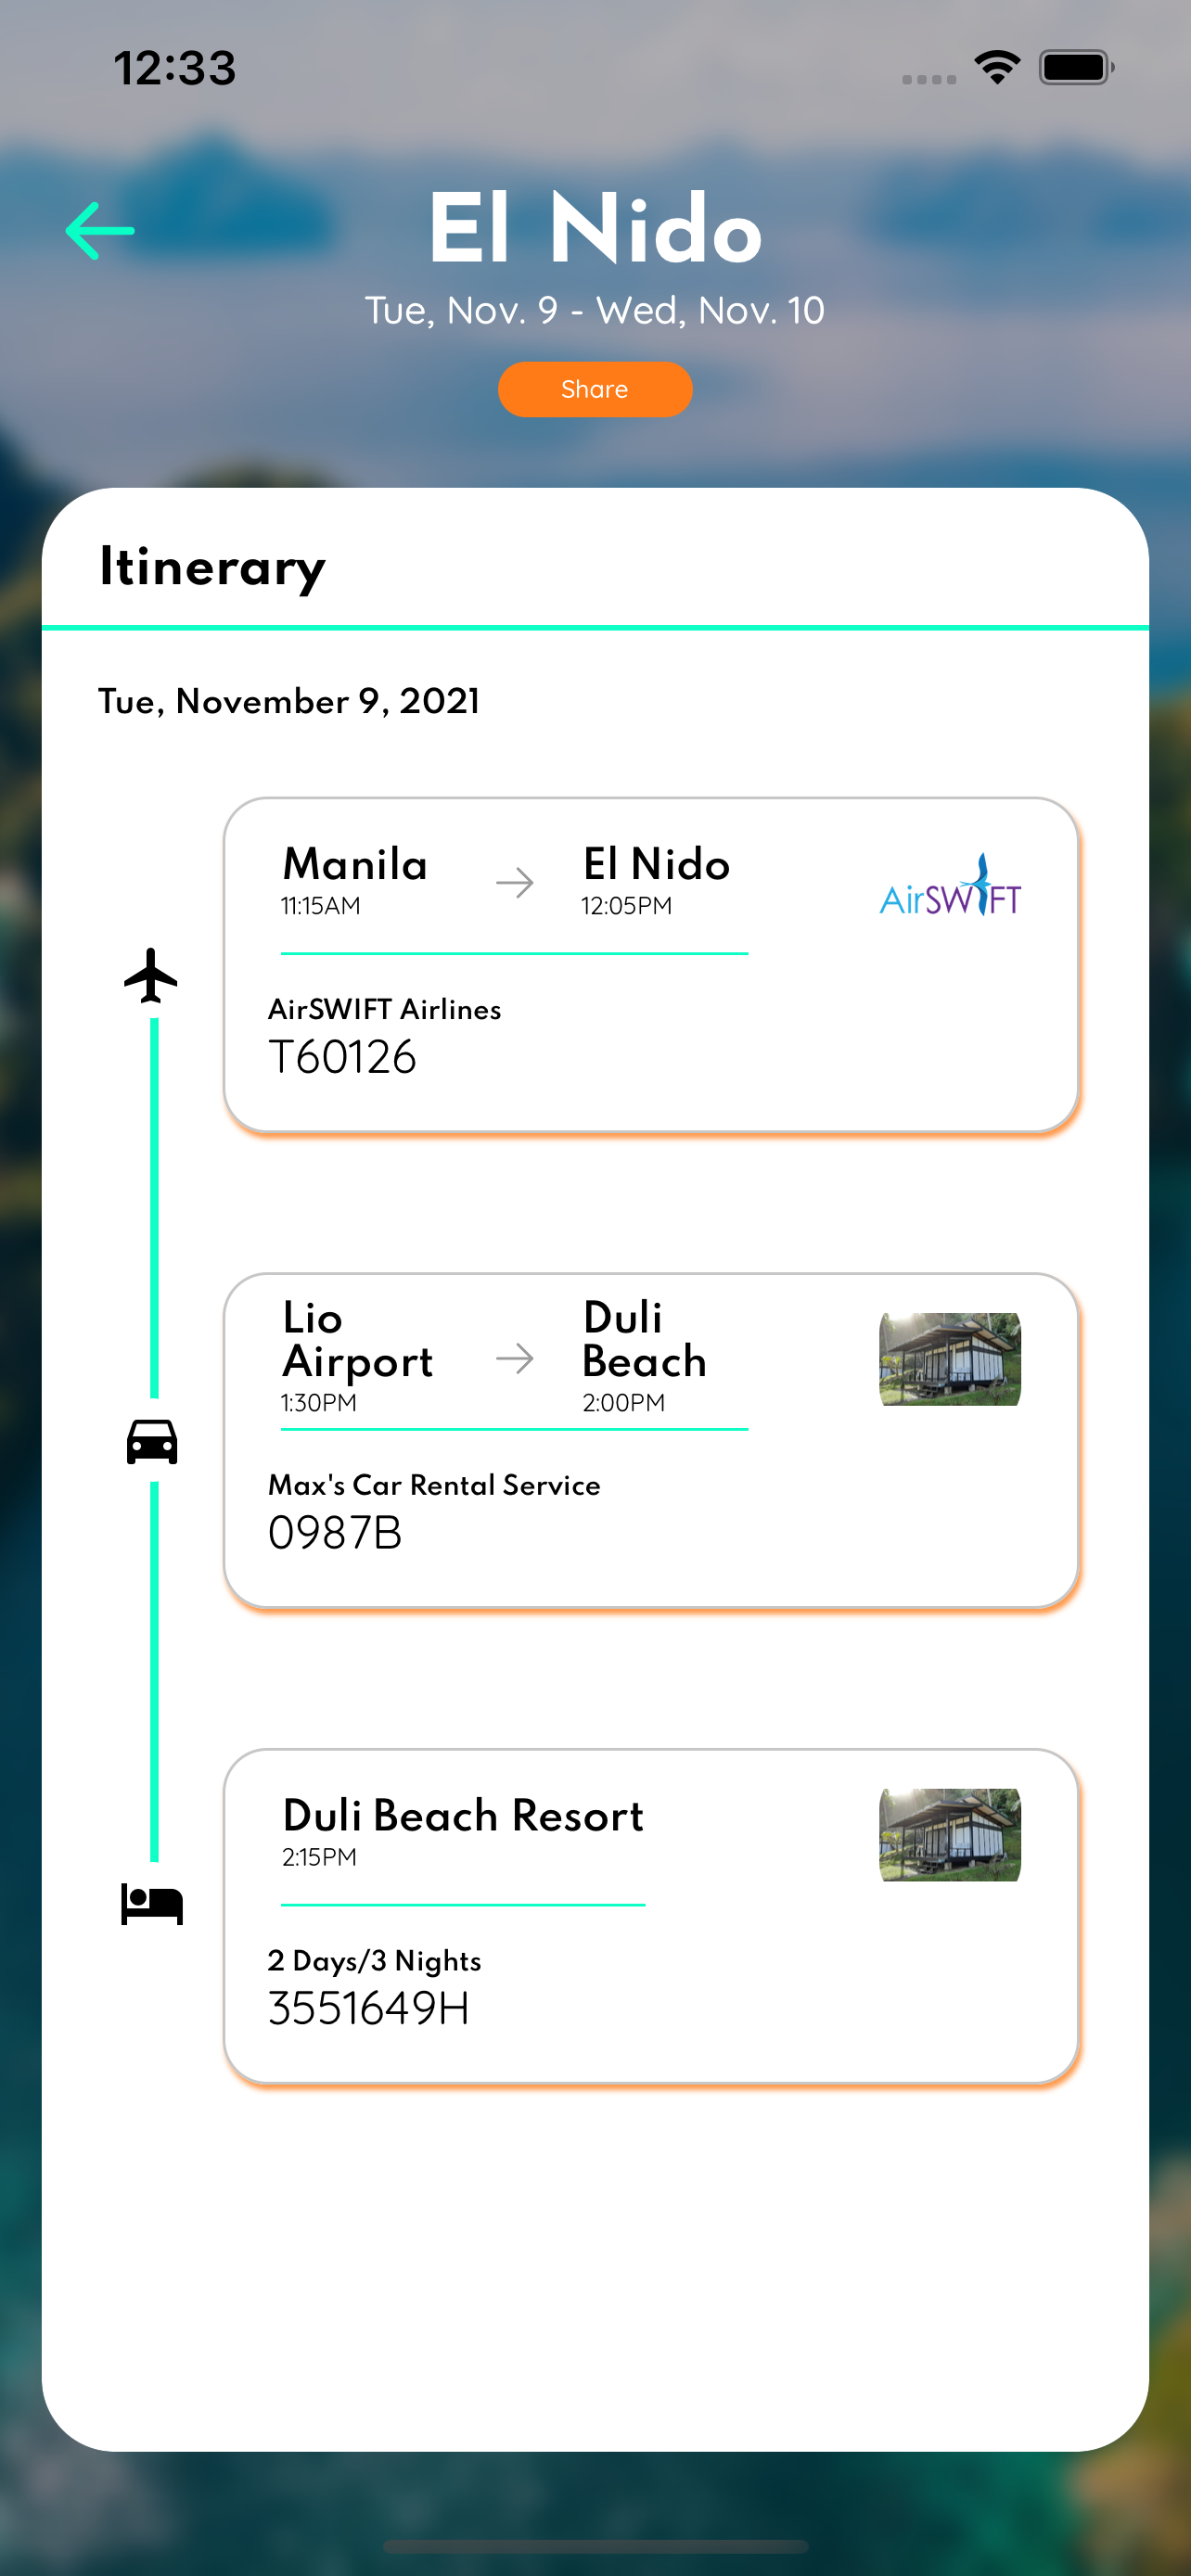 12:33
El Nido
Tue, Nov. 9 - Wed, Nov. 10
Share
Itinerary
Tue, November 9, 2021
Manila
11:15AM
El Nido
12:05PM
AirSWIFT
AirSWIFT Airlines
T60126
Lio
Airport
1:30PM
Duli
Beach
2:00PM
Max's Car Rental Service
0987B
Duli Beach Resort
2:15PM
2 Days/3 Nights
3551649H